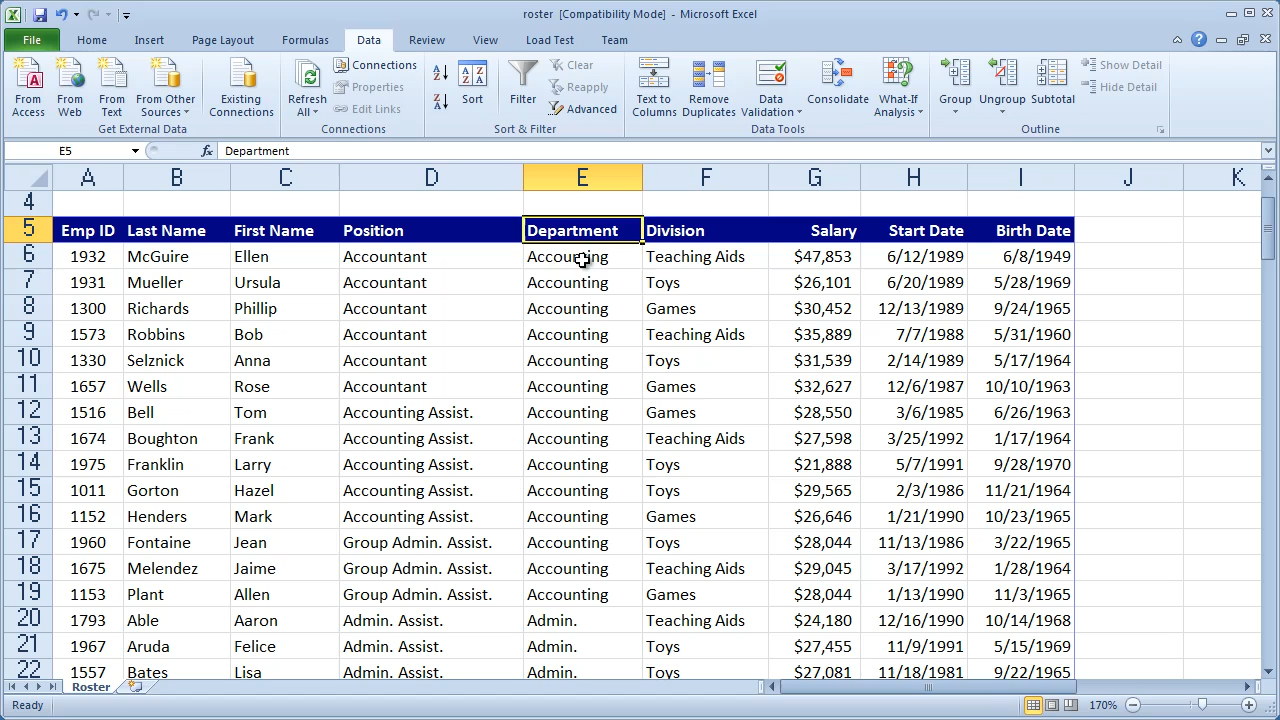 roster [Compatibility Mode] - Microsoft Excel
File Home Insert Page Layout Formulas Data Review View Load Test Team
From Access
From Web
From Text
From Other Sources
Existing Connections
Get External Data
Refresh All
Connections
Properties
Edit Links
Connections
Sort
Filter
Clear
Reapply
Advanced
Sort & Filter
Text to Columns
Remove Duplicates
Data Validation
Consolidate
What-If Analysis
Data Tools
Group
Ungroup
Subtotal
Show Detail
Hide Detail
Outline
E5 fx Department
A B C D E F G H I J K
4
5 Emp ID Last Name First Name Position Department Division Salary Start Date Birth Date
6 1932 McGuire Ellen Accountant Accounting Teaching Aids $47,853 6/12/1989 6/8/1949
7 1931 Mueller Ursula Accountant Accounting Toys $26,101 6/20/1989 5/28/1969
8 1300 Richards Phillip Accountant Accounting Games $30,452 12/13/1989 9/24/1965
9 1573 Robbins Bob Accountant Accounting Teaching Aids $35,889 7/7/1988 5/31/1960
10 1330 Selznick Anna Accountant Accounting Toys $31,539 2/14/1989 5/17/1964
11 1657 Wells Rose Accountant Accounting Games $32,627 12/6/1987 10/10/1963
12 1516 Bell Tom Accounting Assist. Accounting Games $28,550 3/6/1985 6/26/1963
13 1674 Boughton Frank Accounting Assist. Accounting Teaching Aids $27,598 3/25/1992 1/17/1964
14 1975 Franklin Larry Accounting Assist. Accounting Toys $21,888 5/7/1991 9/28/1970
15 1011 Gorton Hazel Accounting Assist. Accounting Toys $29,565 2/3/1986 11/21/1964
16 1152 Henders Mark Accounting Assist. Accounting Games $26,646 1/21/1990 10/23/1965
17 1960 Fontaine Jean Group Admin. Assist. Accounting Toys $28,044 11/13/1986 3/22/1965
18 1675 Melendez Jaime Group Admin. Assist. Accounting Teaching Aids $29,045 3/17/1992 1/28/1964
19 1153 Plant Allen Group Admin. Assist. Accounting Games $28,044 1/13/1990 11/3/1965
20 1793 Able Aaron Admin. Assist. Admin. Teaching Aids $24,180 12/16/1990 10/14/1968
21 1967 Aruda Felice Admin. Assist. Admin. Toys $27,455 11/9/1991 5/15/1969
22 1557 Bates Lisa Admin. Assist. Admin. Toys $27,081 11/18/1981 9/22/1965
Roster
Ready 170%